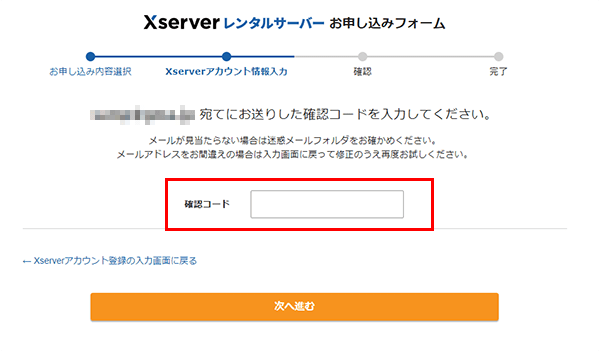 Xserver レンタルサーバー お申し込みフォーム
お申し込み内容選択 Xserverアカウント情報入力 確認 完了
宛てにお送りした確認コードを入力してください。
メールが見当たらない場合は迷惑メールフォルダをお確かめください。
メールアドレスをお間違えの場合は入力画面に戻って修正のうえ再度お試しください。
確認コード
← Xserverアカウント登録の入力画面に戻る
次へ進む